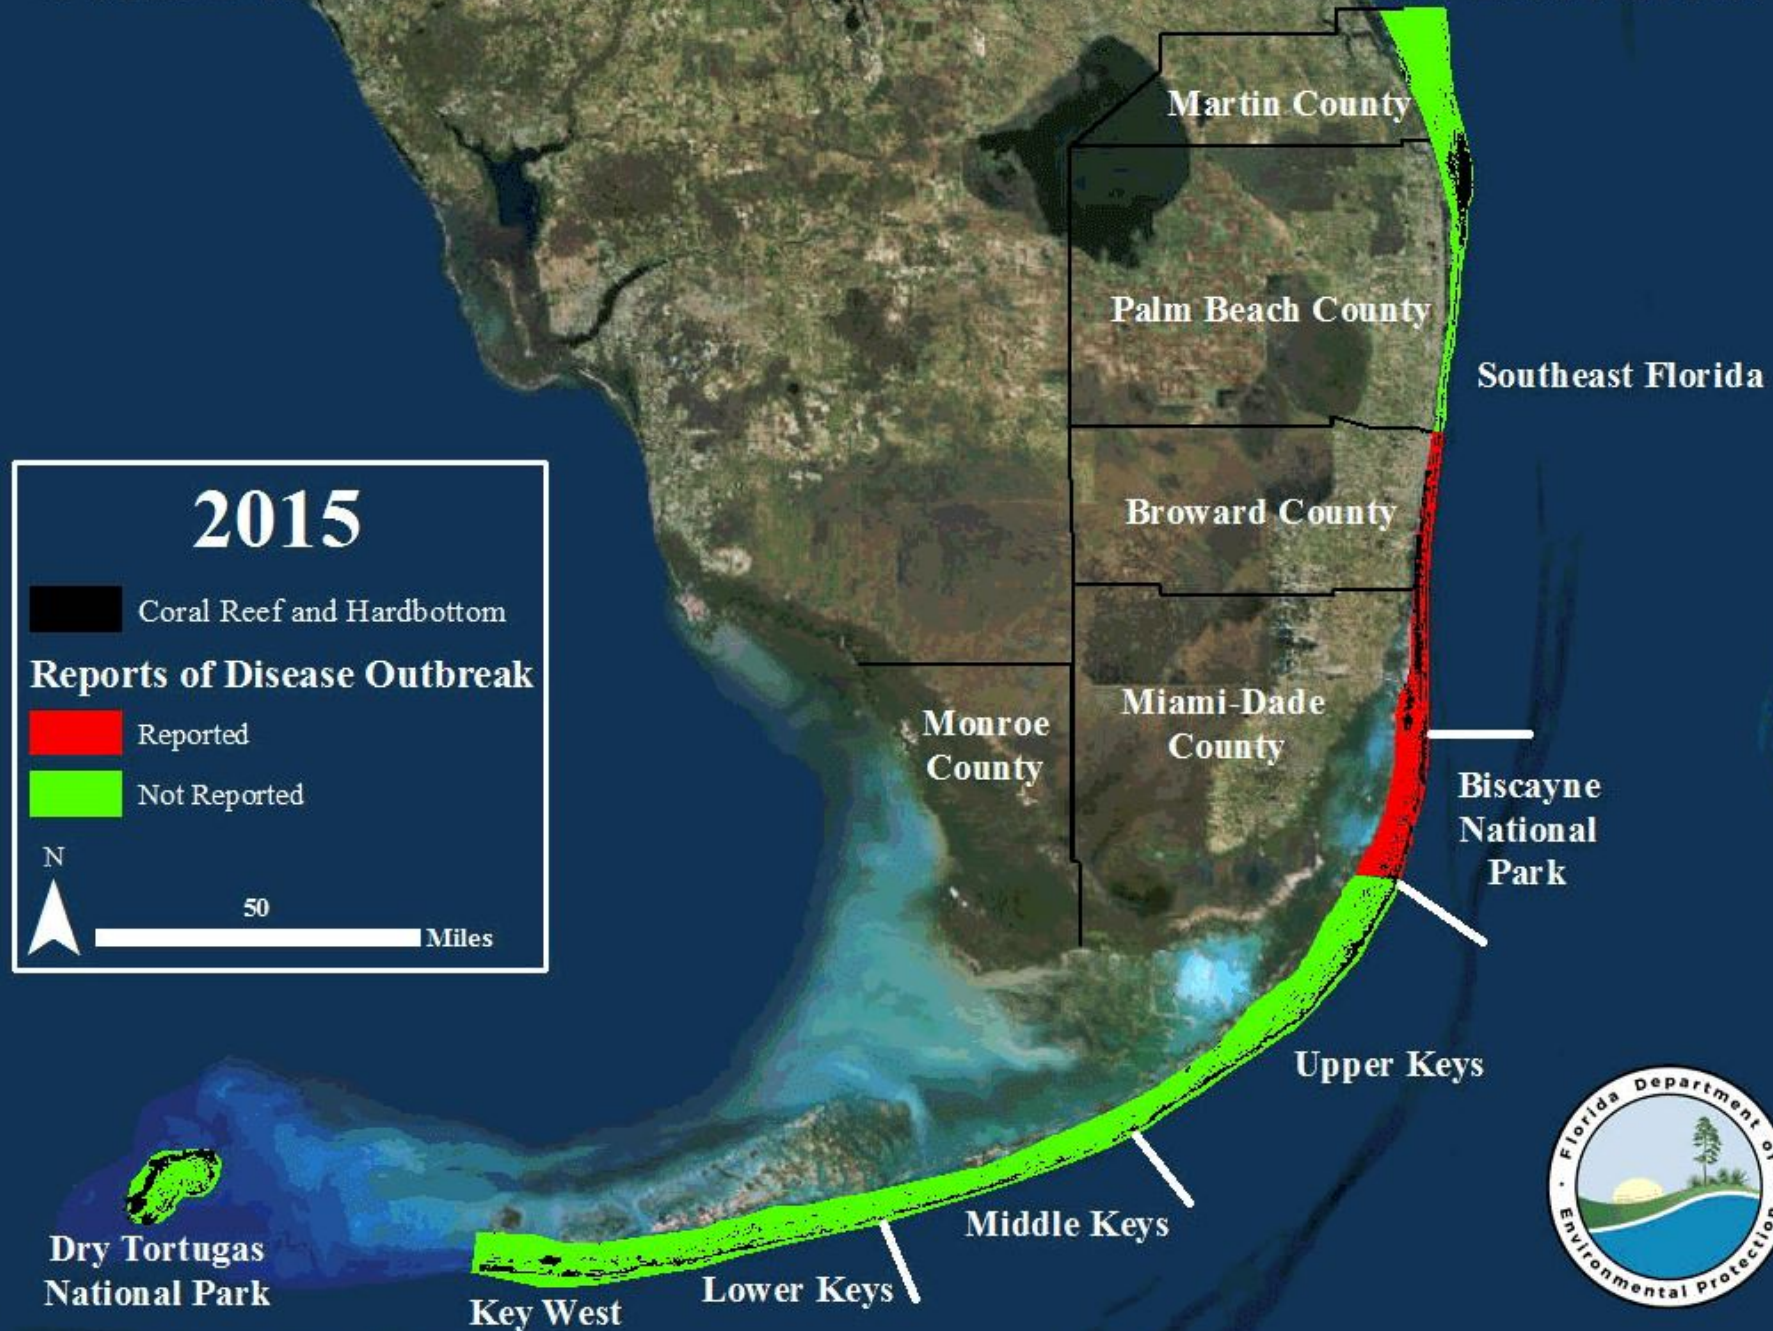 Martin County
Palm Beach County
Southeast Florida
2015
Coral Reef and Hardbottom
Reports of Disease Outbreak
Reported
Not Reported
N
50
Miles
Broward County
Monroe
County
Miami-Dade
County
Biscayne
National
Park
Upper Keys
Middle Keys
Lower Keys
Key West
Dry Tortugas
National Park
Florida Department of
Environmental Protection